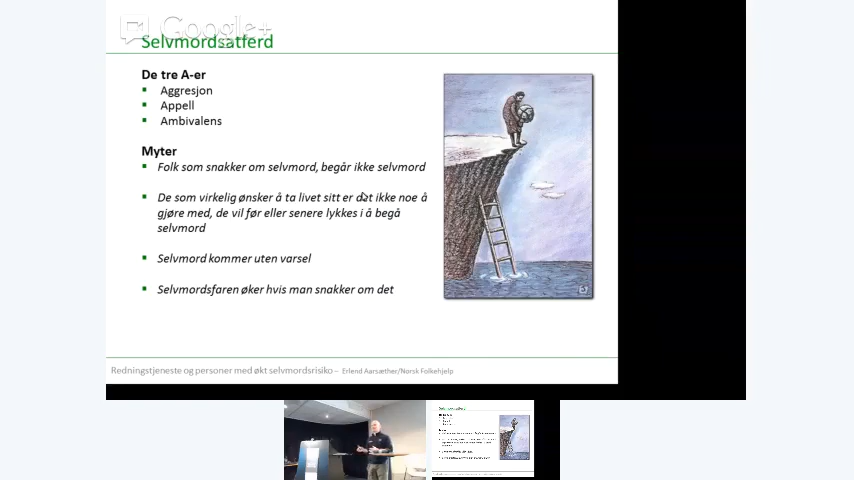 Google+
Selvmordsatferd
De tre A-er
Aggresjon
Appell
Ambivalens
Myter
Folk som snakker om selvmord, begår ikke selvmord
De som virkelig ønsker å ta livet sitt er det ikke noe å
gjøre med, de vil før eller senere lykkes i å begå
selvmord
Selvmord kommer uten varsel
Selvmordsfaren øker hvis man snakker om det
Redningstjeneste og personer med økt selvmordsrisiko – Erlend Aarsæther/Norsk Folkehjelp